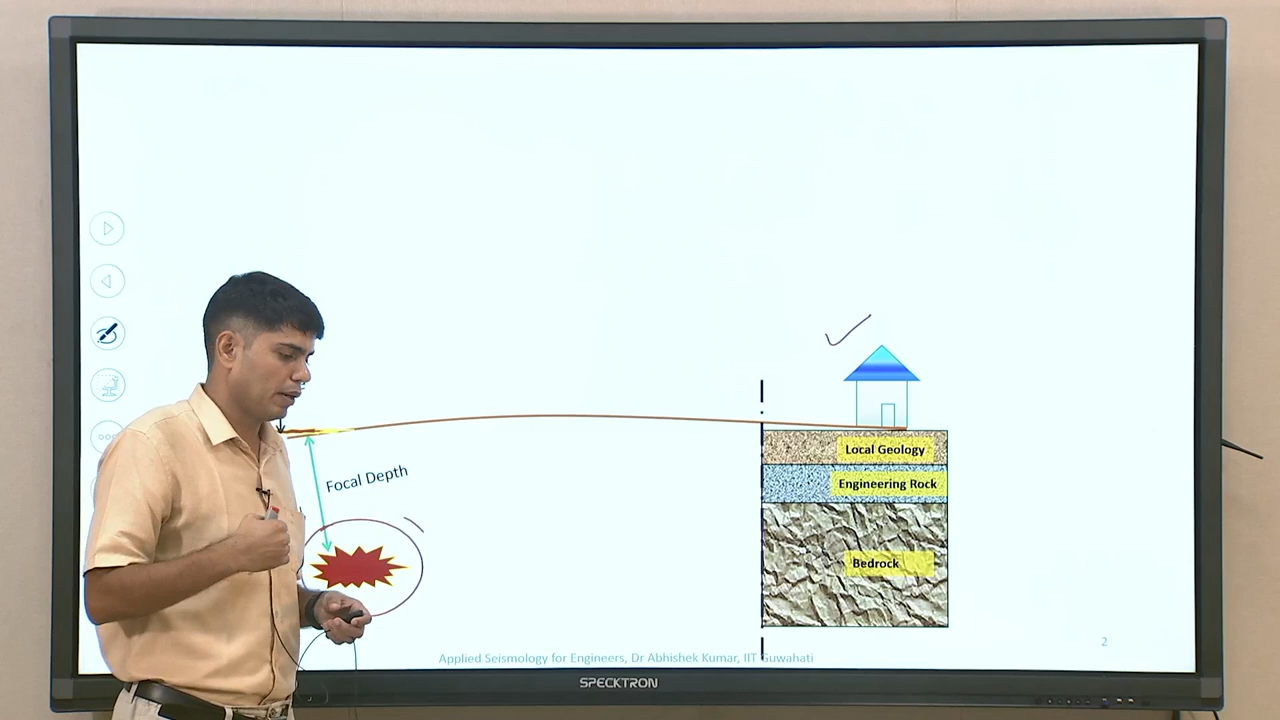 Local Geology
Focal Depth
Engineering Rock
Bedrock
2
Applied Seismology for Engineers, Dr Abhishek Kumar, IIT Guwahati
SPECKTRON